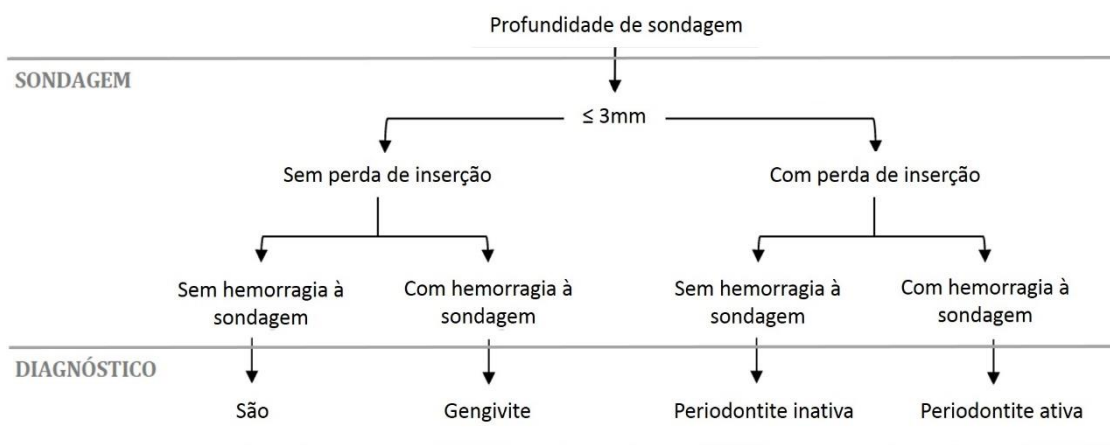 Profundidade de sondagem
SONDAGEM
≤ 3mm
Sem perda de inserção
Com perda de inserção
Sem hemorragia à
sondagem
Com hemorragia à
sondagem
Sem hemorragia à
sondagem
Com hemorragia à
sondagem
DIAGNÓSTICO
São
Gengivite
Periodontite inativa
Periodontite ativa